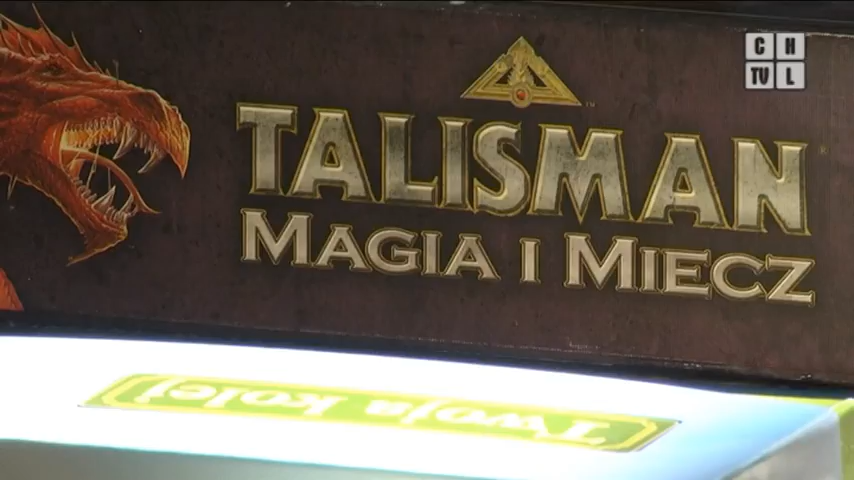 CH
TVL
TALISMAN
MAGIA I MIECZ
Twoja kolej